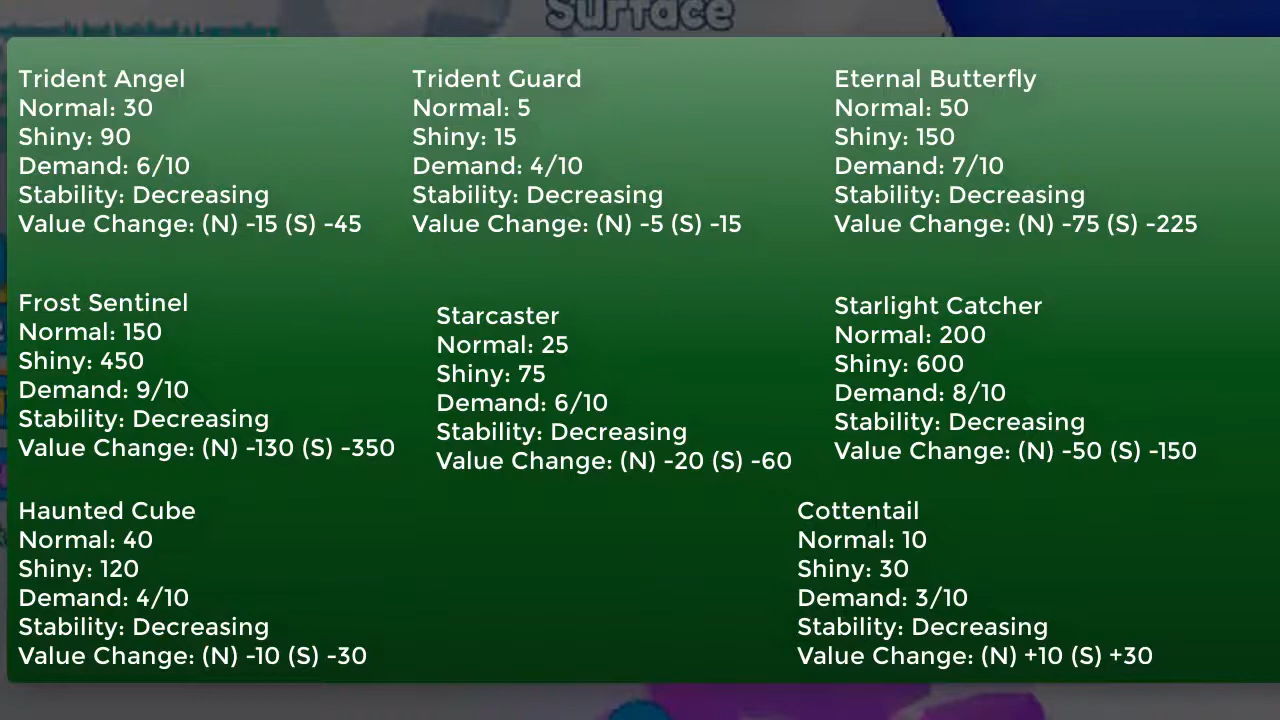 Surface
Trident Angel
Normal: 30
Shiny: 90
Demand: 6/10
Stability: Decreasing
Value Change: (N) -15 (S) -45
Trident Guard
Normal: 5
Shiny: 15
Demand: 4/10
Stability: Decreasing
Value Change: (N) -5 (S) -15
Eternal Butterfly
Normal: 50
Shiny: 150
Demand: 7/10
Stability: Decreasing
Value Change: (N) -75 (S) -225
Frost Sentinel
Normal: 150
Shiny: 450
Demand: 9/10
Stability: Decreasing
Value Change: (N) -130 (S) -350
Starcaster
Normal: 25
Shiny: 75
Demand: 6/10
Stability: Decreasing
Value Change: (N) -20 (S) -60
Starlight Catcher
Normal: 200
Shiny: 600
Demand: 8/10
Stability: Decreasing
Value Change: (N) -50 (S) -150
Haunted Cube
Normal: 40
Shiny: 120
Demand: 4/10
Stability: Decreasing
Value Change: (N) -10 (S) -30
Cottentail
Normal: 10
Shiny: 30
Demand: 3/10
Stability: Decreasing
Value Change: (N) +10 (S) +30